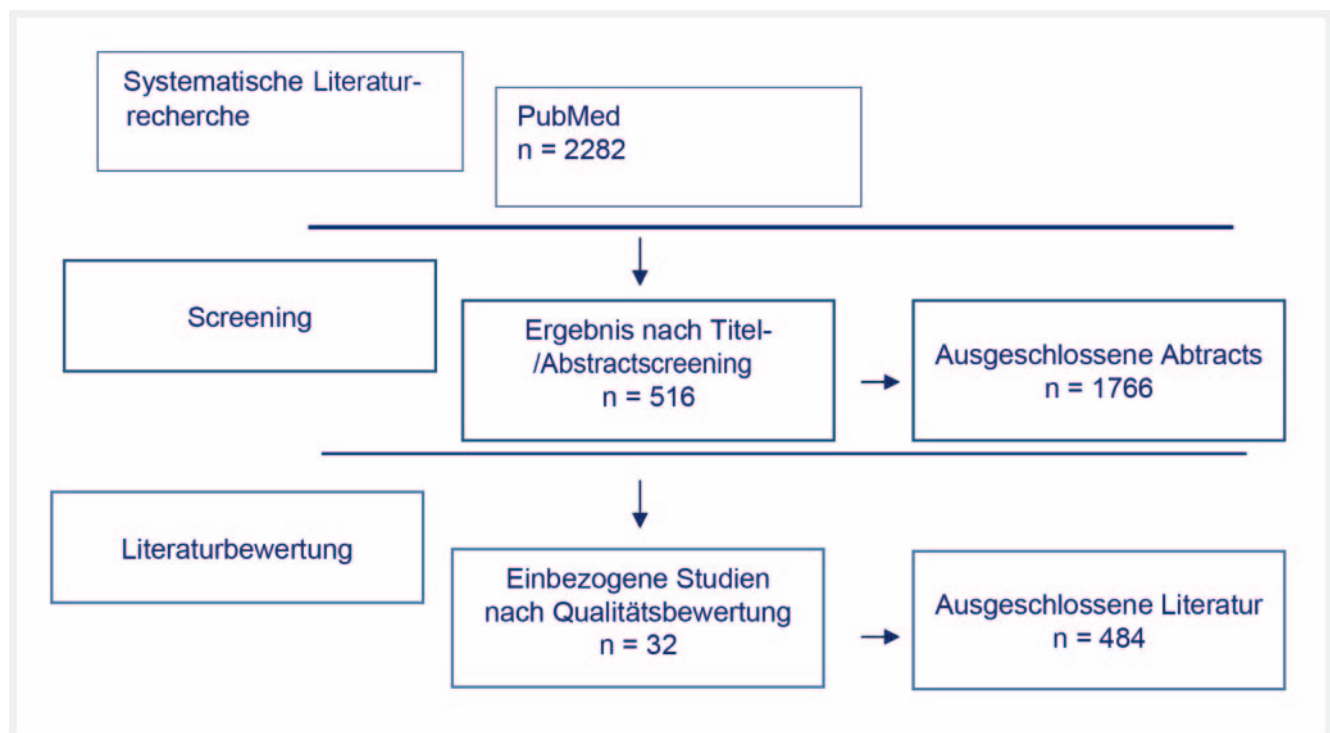 Systematische Literatur-
recherche
PubMed
n = 2282
Screening
Ergebnis nach Titel-
/Abstractscreening
n = 516
Ausgeschlossene Abtracts
n = 1766
Literaturbewertung
Einbezogene Studien
nach Qualitätsbewertung
n = 32
Ausgeschlossene Literatur
n = 484